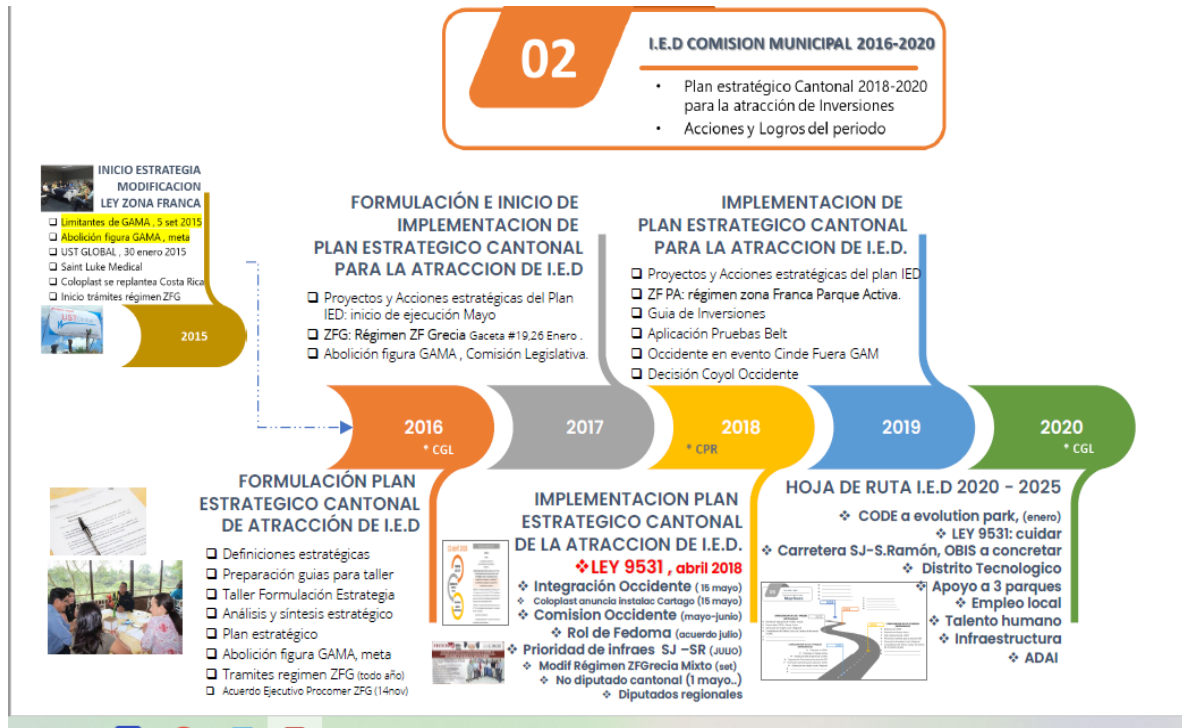 02
I.E.D COMISION MUNICIPAL 2016-2020
• Plan estratégico Cantonal 2018-2020
para la atracción de Inversiones
• Acciones y Logros del periodo
INICIO ESTRATEGIA
MODIFICACION
LEY ZONA FRANCA
❑ Limitantes de GAMA , 5 set 2015
❑ Abolición figura GAMA , meta
❑ UST GLOBAL , 30 enero 2015
❑ Saint Luke Medical
❑ Coloplast se replantea Costa Rica
❑ Inicio trámites régimen ZFG
UST
2015
FORMULACIÓN E INICIO DE
IMPLEMENTACION DE
PLAN ESTRATEGICO CANTONAL
PARA LA ATRACCION DE I.E.D
❑ Proyectos y Acciones estratégicas del Plan
IED: inicio de ejecución Mayo
❑ ZFG: Régimen ZF Grecia Gaceta #19,26 Enero .
❑ Abolición figura GAMA , Comisión Legislativa.
IMPLEMENTACION DE
PLAN ESTRATEGICO CANTONAL
PARA LA ATRACCION DE I.E.D.
❑ Proyectos y Acciones estratégicas del plan IED
❑ ZF PA: régimen zona Franca Parque Activa.
❑ Guia de Inversiones
❑ Aplicación Pruebas Belt
❑ Occidente en evento Cinde Fuera GAM
❑ Decisión Coyol Occidente
2016
* CGL
2017
2018
* CPR
2019
2020
* CGL
FORMULACIÓN PLAN
ESTRATEGICO CANTONAL
DE ATRACCIÓN DE I.E.D
❑ Definiciones estratégicas
❑ Preparación guias para taller
❑ Taller Formulación Estrategia
❑ Análisis y síntesis estratégico
❑ Plan estratégico
❑ Abolición figura GAMA, meta
❑ Tramites regimen ZFG (todo año)
❑ Acuerdo Ejecutivo Procomer ZFG (14nov)
IMPLEMENTACION PLAN
ESTRATEGICO CANTONAL
DE LA ATRACCION DE I.E.D.
❖LEY 9531 , abril 2018
❖ Integración Occidente ( 15 mayo)
❖ Coloplast anuncia instalac Cartago (15 mayo)
❖ Comision Occidente (mayo-junio)
❖ Rol de Fedoma (acuerdo julio)
❖ Prioridad de infraes SJ –SR (JULIO)
❖ Modif Régimen ZFGrecia Mixto (set)
❖ No diputado cantonal (1 mayo..)
❖ Diputados regionales
HOJA DE RUTA I.E.D 2020 - 2025
❖ CODE a evolution park, (enero)
❖ LEY 9531: cuidar
❖ Carretera SJ-S.Ramón, OBIS a concretar
❖ Distrito Tecnologico
❖ Apoyo a 3 parques
❖ Empleo local
❖ Talento humano
❖ Infraestructura
❖ ADAI